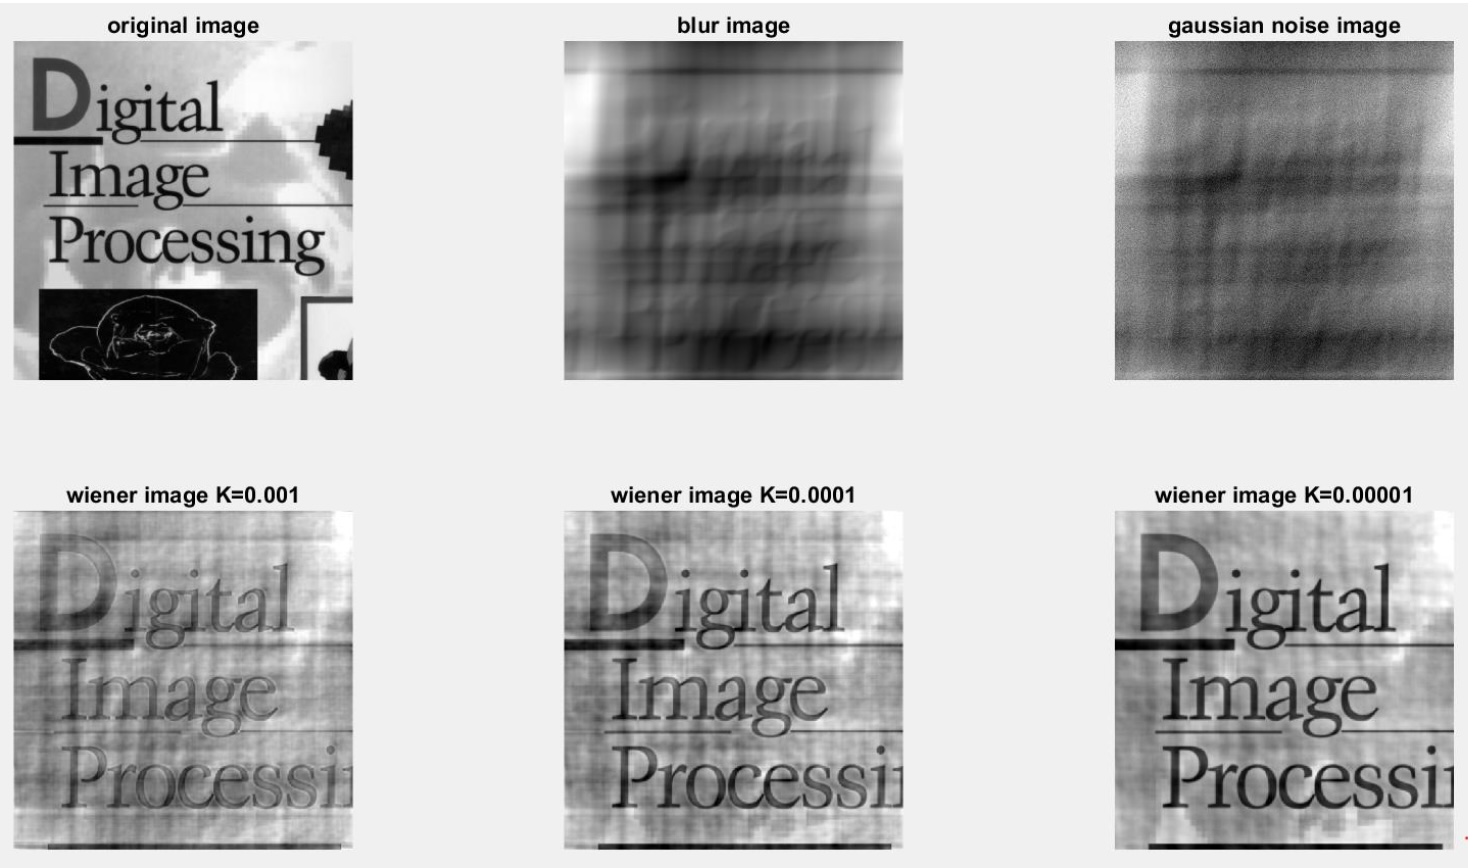 original image
blur image
gaussian noise image
Digital
Image
Processing
wiener image K=0.001
wiener image K=0.0001
wiener image K=0.00001
Digital
Image
Processi
Digital
Image
Processi
Digital
Image
Processi